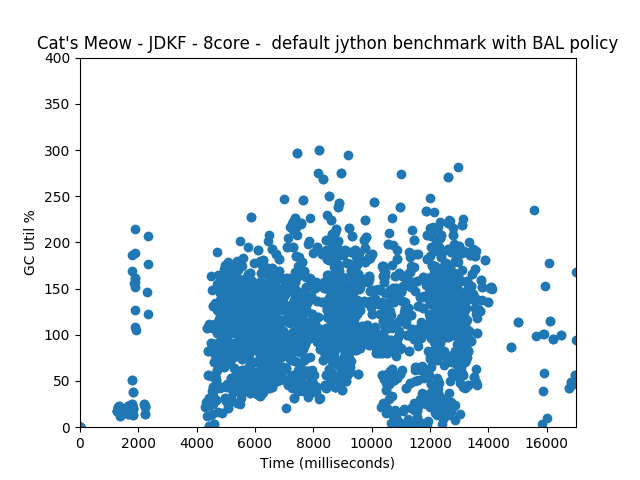 Cat's Meow - JDKF - 8core -  default jython benchmark with BAL policy
400
350
300
250
200
150
100
50
0
GC Util %
0 2000 4000 6000 8000 10000 12000 14000 16000
Time (milliseconds)